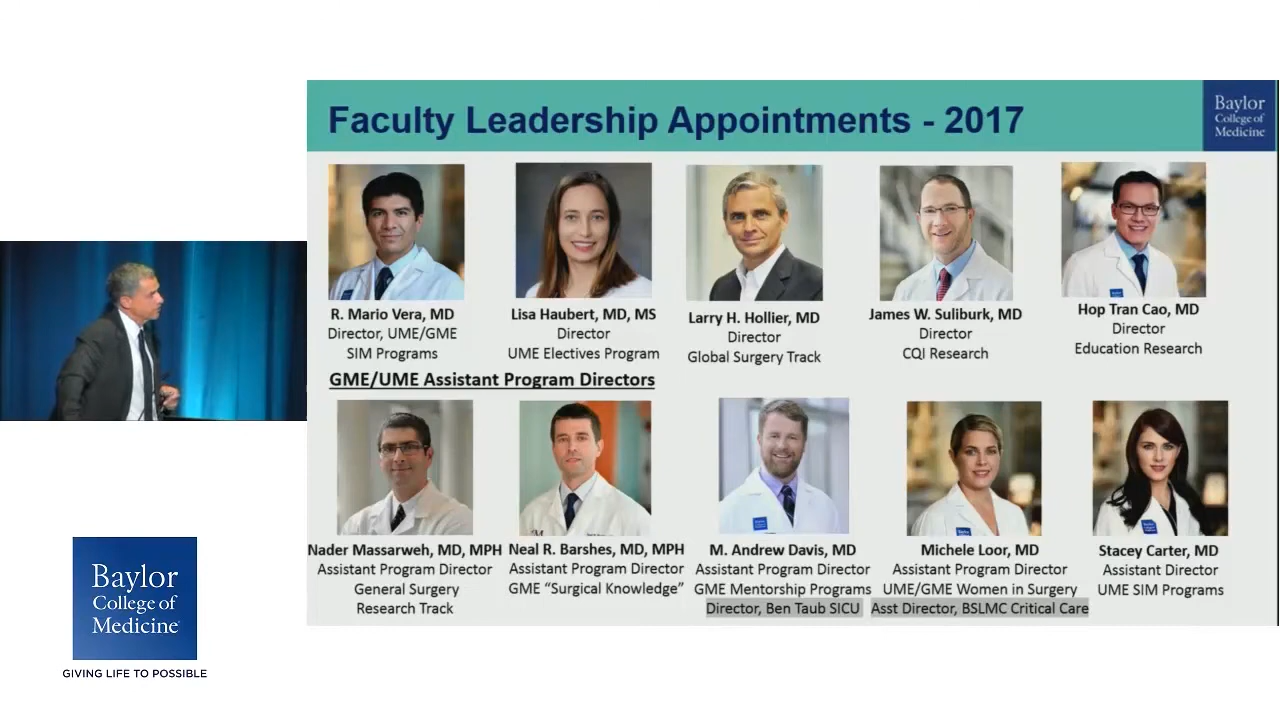 Faculty Leadership Appointments - 2017
Baylor
College of
Medicine
R. Mario Vera, MD
Director, UME/GME
SIM Programs
Lisa Haubert, MD, MS
Director
UME Electives Program
Larry H. Hollier, MD
Director
Global Surgery Track
James W. Suliburk, MD
Director
CQI Research
Hop Tran Cao, MD
Director
Education Research
GME/UME Assistant Program Directors
Nader Massarweh, MD, MPH
Assistant Program Director
General Surgery
Research Track
Neal R. Barshes, MD, MPH
Assistant Program Director
GME “Surgical Knowledge”
M. Andrew Davis, MD
Assistant Program Director
GME Mentorship Programs
Director, Ben Taub SICU
Michele Loor, MD
Assistant Program Director
UME/GME Women in Surgery
Asst Director, BSLMC Critical Care
Stacey Carter, MD
Assistant Director
UME SIM Programs
Baylor
College of
Medicine
GIVING LIFE TO POSSIBLE